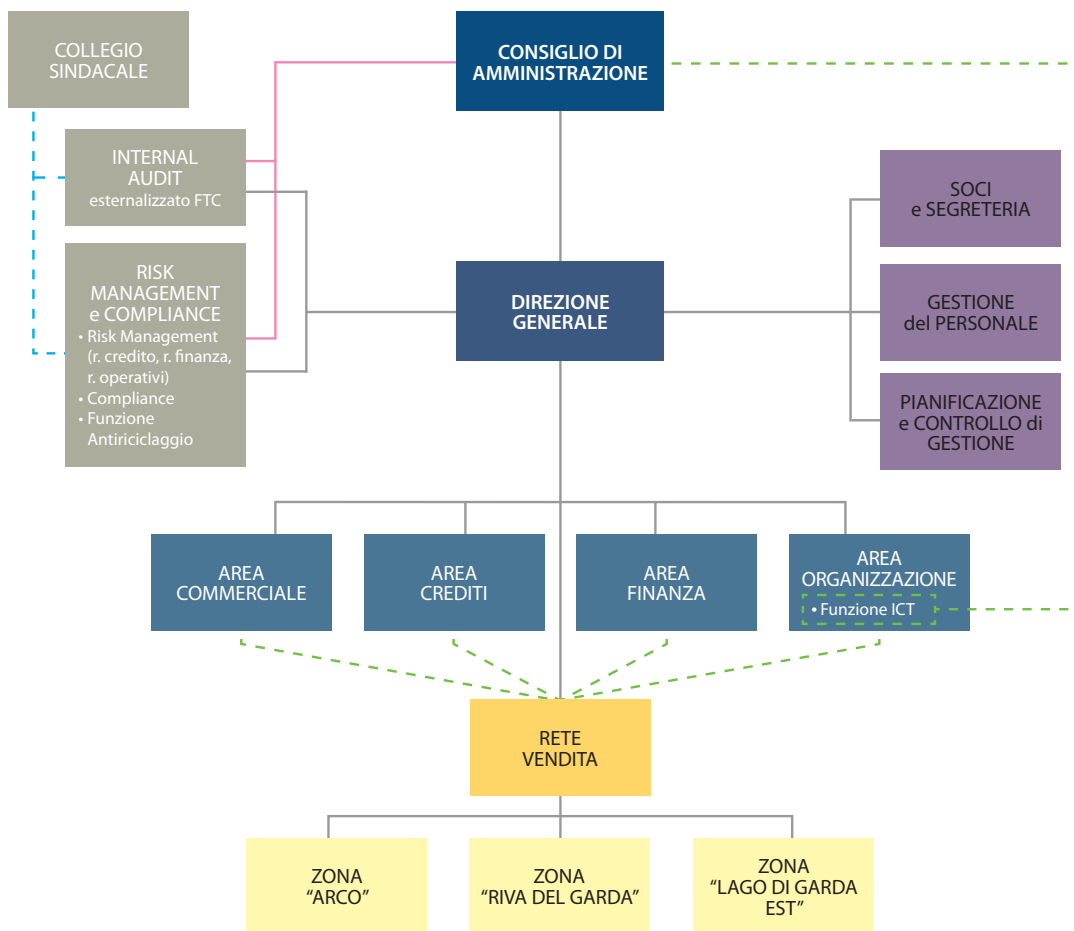 COLLEGIO
SINDACALE
CONSIGLIO DI
AMMINISTRAZIONE
INTERNAL
AUDIT
esternalizzato FTC
SOCI
e SEGRETERIA
RISK
MANAGEMENT
e COMPLIANCE
• Risk Management
(r. credito, r. finanza,
r. operativi)
• Compliance
• Funzione
Antiriciclaggio
DIREZIONE
GENERALE
GESTIONE
del PERSONALE
PIANIFICAZIONE
e CONTROLLO di
GESTIONE
AREA
COMMERCIALE
AREA
CREDITI
AREA
FINANZA
AREA
ORGANIZZAZIONE
• Funzione ICT
RETE
VENDITA
ZONA
“ARCO”
ZONA
“RIVA DEL GARDA”
ZONA
“LAGO DI GARDA
EST”